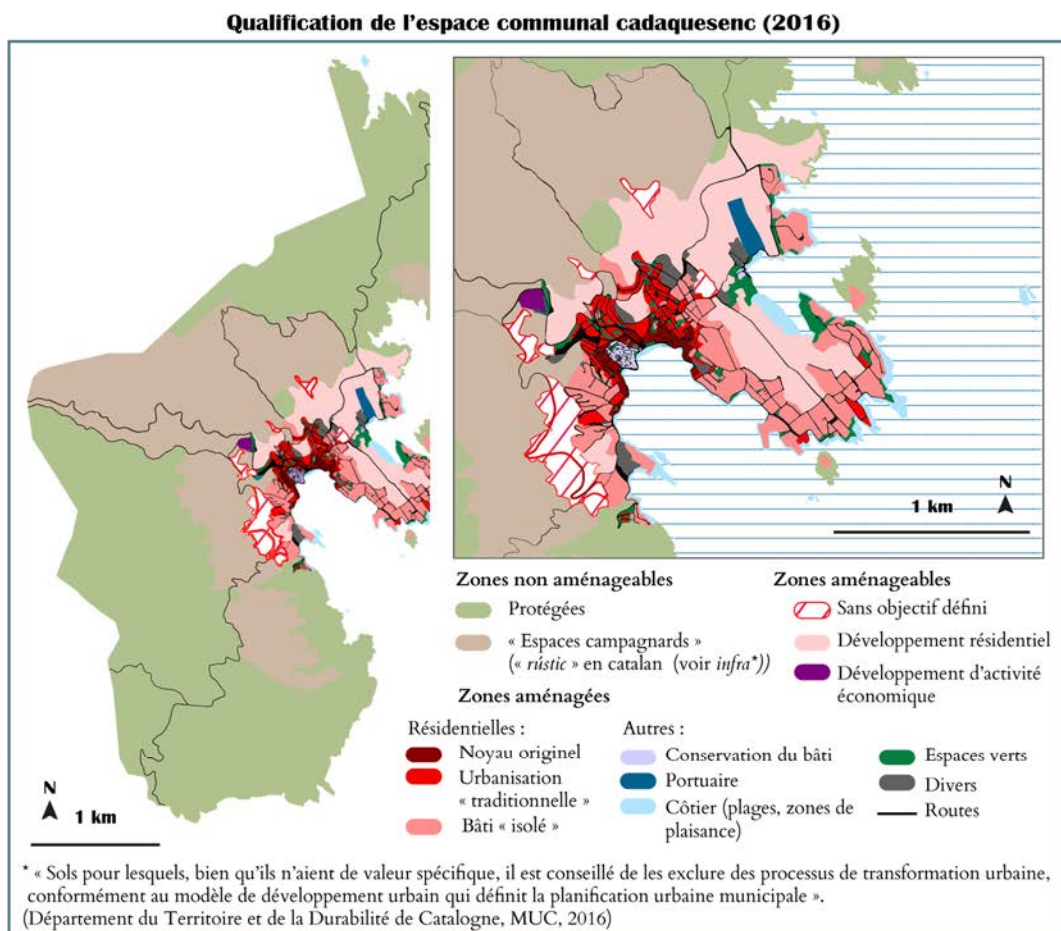 Qualification de l'espace communal cadaquesenc (2016)
N
1 km
N
1 km
Zones non aménageables
Protégées
« Espaces campagnards »
(« rústic » en catalan (voir infra*))
Zones aménageables
Sans objectif défini
Développement résidentiel
Développement d'activité
économique
Zones aménagées
Résidentielles :
Noyau originel
Urbanisation
« traditionnelle »
Bâti « isolé »
Autres :
Conservation du bâti
Portuaire
Côtier (plages, zones de
plaisance)
Espaces verts
Divers
Routes
* « Sols pour lesquels, bien qu'ils n'aient de valeur spécifique, il est conseillé de les exclure des processus de transformation urbaine,
conformément au modèle de développement urbain qui définit la planification urbaine municipale ».
(Département du Territoire et de la Durabilité de Catalogne, MUC, 2016)